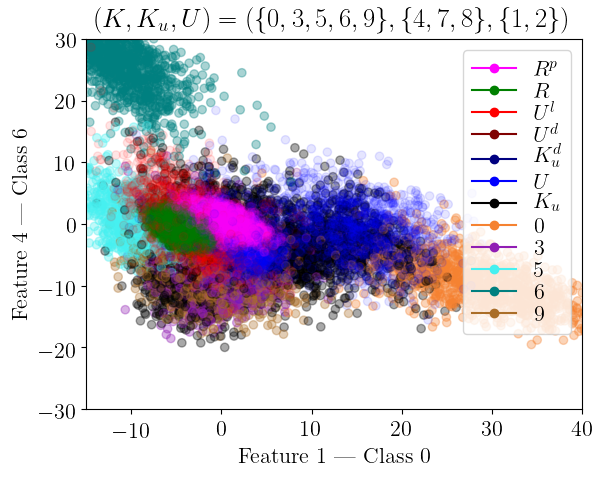 (K, K_u, U) = ({0, 3, 5, 6, 9}, {4, 7, 8}, {1, 2})
30
20
10
0
−10
−20
−30
Feature 4 — Class 6
R^p
R
U^l
U^d
K_u^d
U
K_u
0
3
5
6
9
−10
0
10
20
30
40
Feature 1 — Class 0